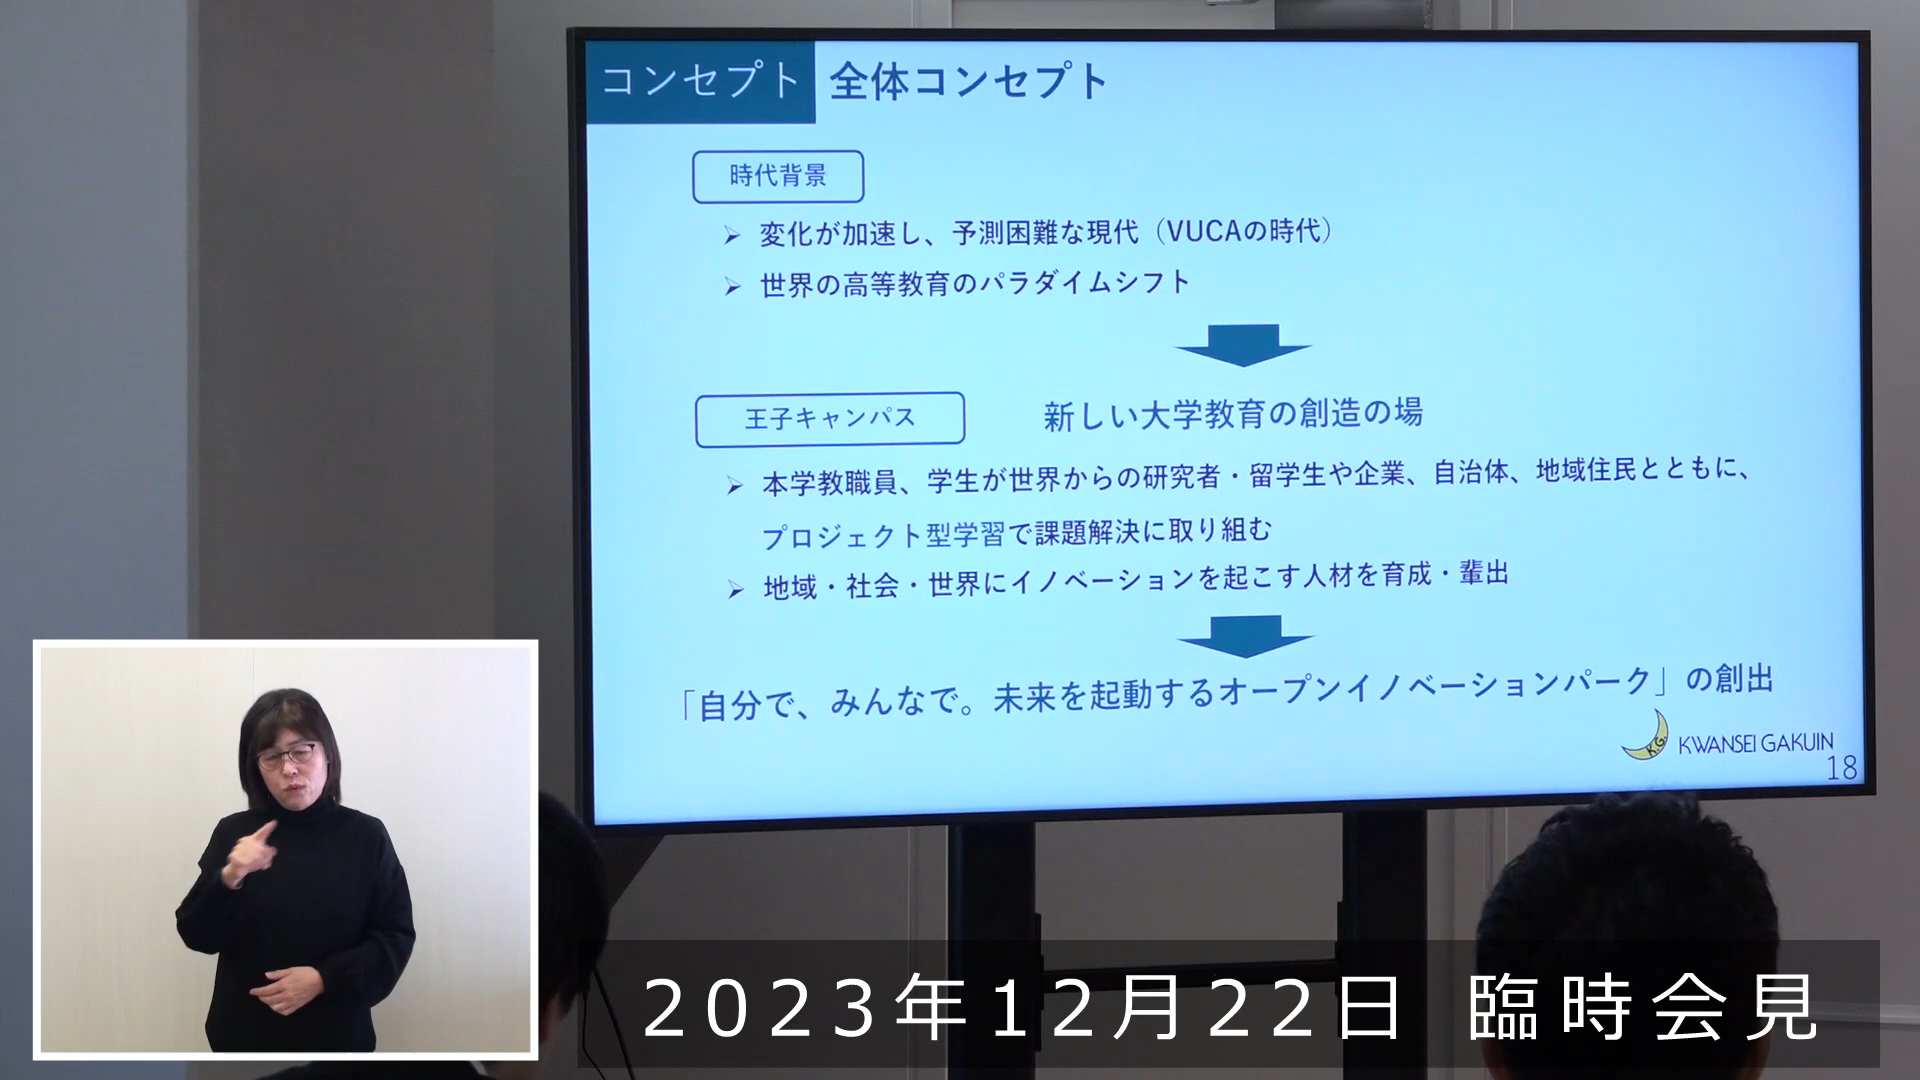 コンセプト 全体コンセプト
時代背景
変化が加速し、予測困難な現代（VUCAの時代）
世界の高等教育のパラダイムシフト
王子キャンパス 新しい大学教育の創造の場
本学教職員、学生が世界からの研究者・留学生や企業、自治体、地域住民とともに、
プロジェクト型学習で課題解決に取り組む
地域・社会・世界にイノベーションを起こす人材を育成・輩出
「自分で、みんなで。未来を起動するオープンイノベーションパーク」の創出
K.G. KWANSEI GAKUIN
18
2023年12月22日 臨時会見